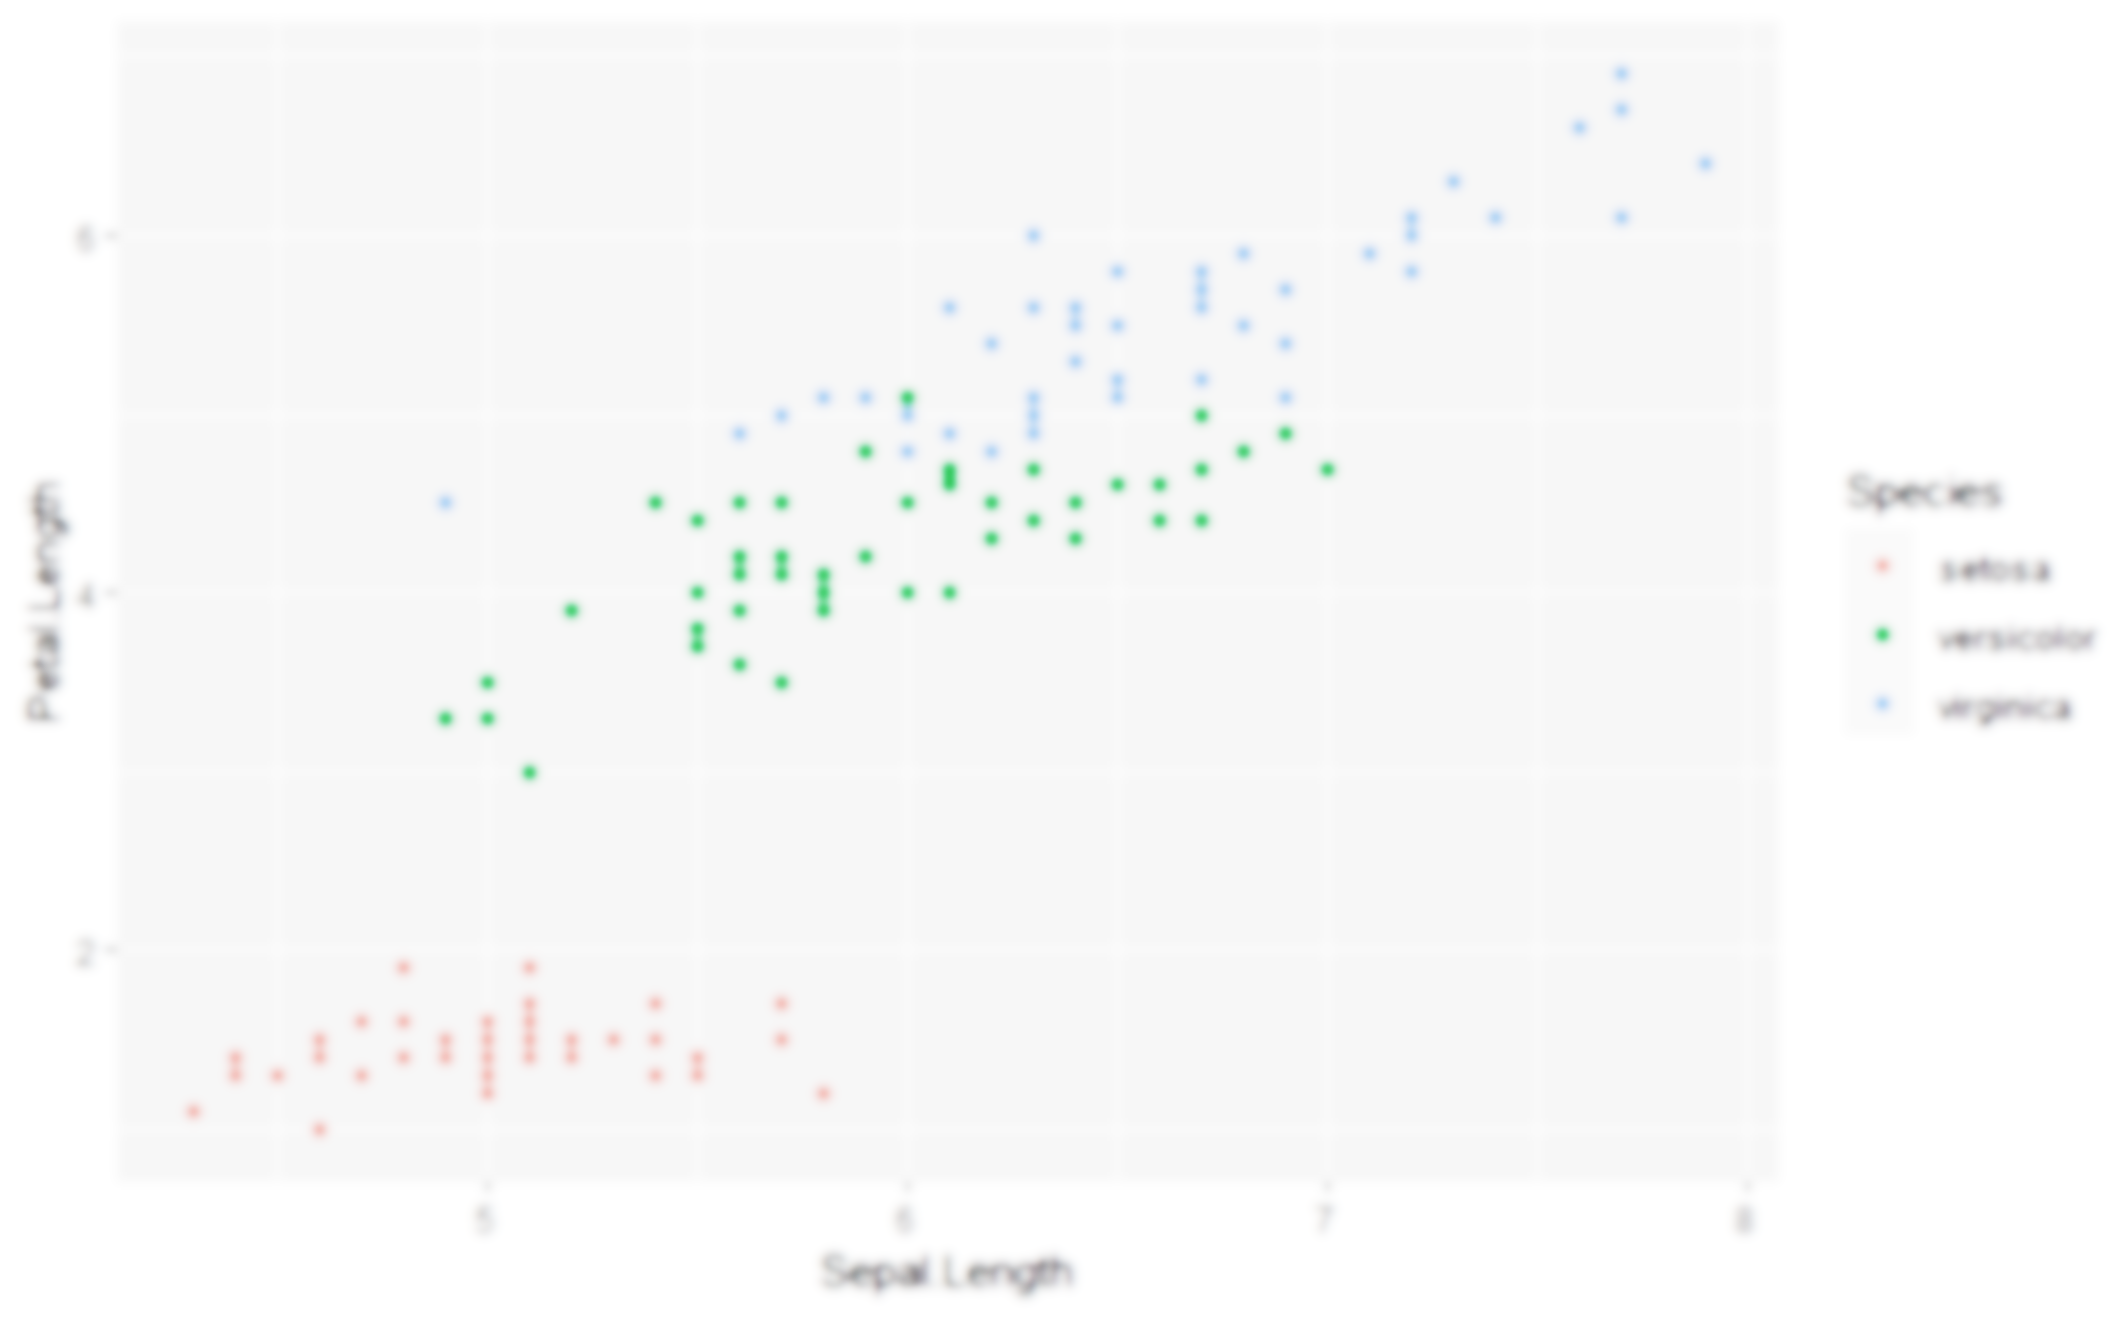 6
4
2
Petal.Length
5
6
7
8
Sepal.Length
Species
setosa
versicolor
virginica